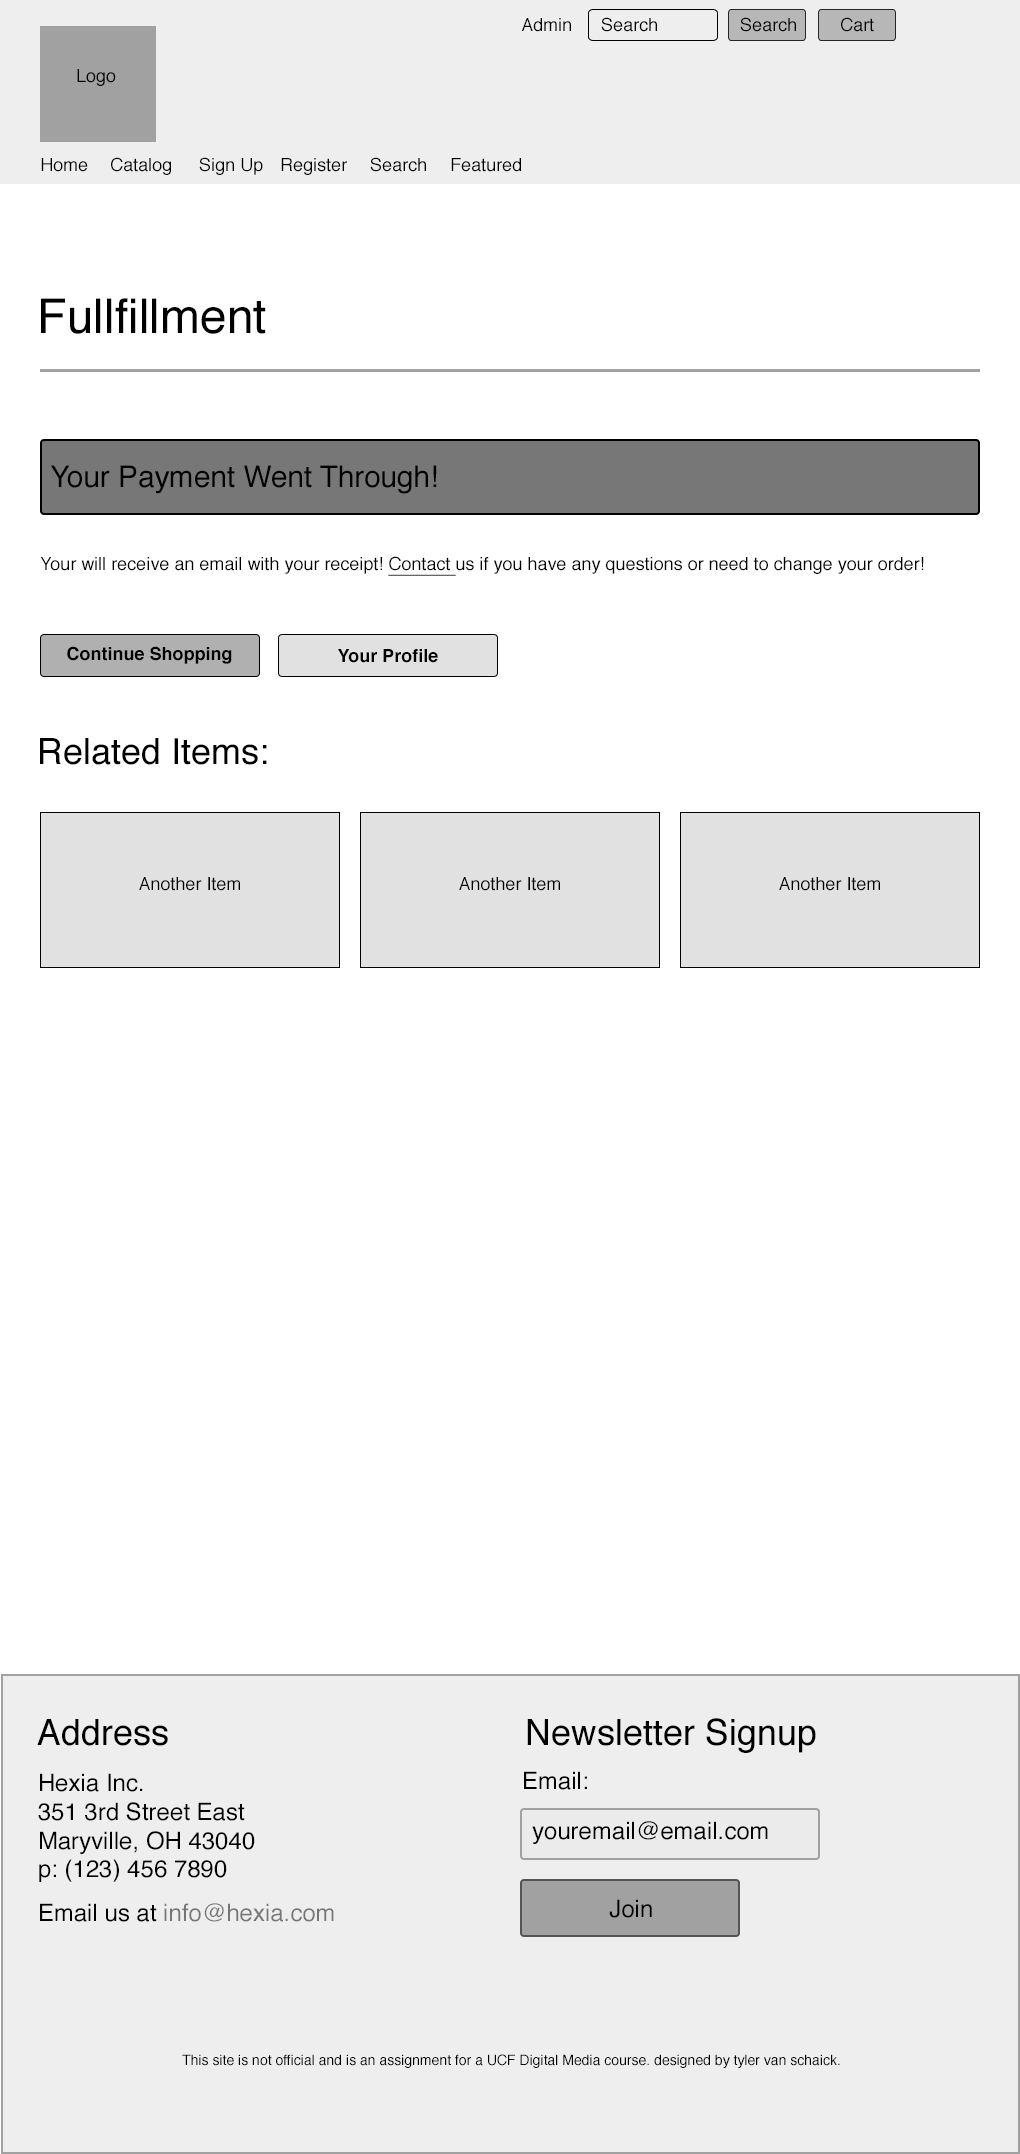 Admin
Search
Search
Cart
Logo
Home Catalog Sign Up Register Search Featured
Fullfillment
Your Payment Went Through!
Your will receive an email with your receipt! Contact us if you have any questions or need to change your order!
Continue Shopping
Your Profile
Related Items:
Another Item
Another Item
Another Item
Address
Hexia Inc.
351 3rd Street East
Maryville, OH 43040
p: (123) 456 7890
Email us at info@hexia.com
Newsletter Signup
Email:
youremail@email.com
Join
This site is not official and is an assignment for a UCF Digital Media course. designed by tyler van schaick.